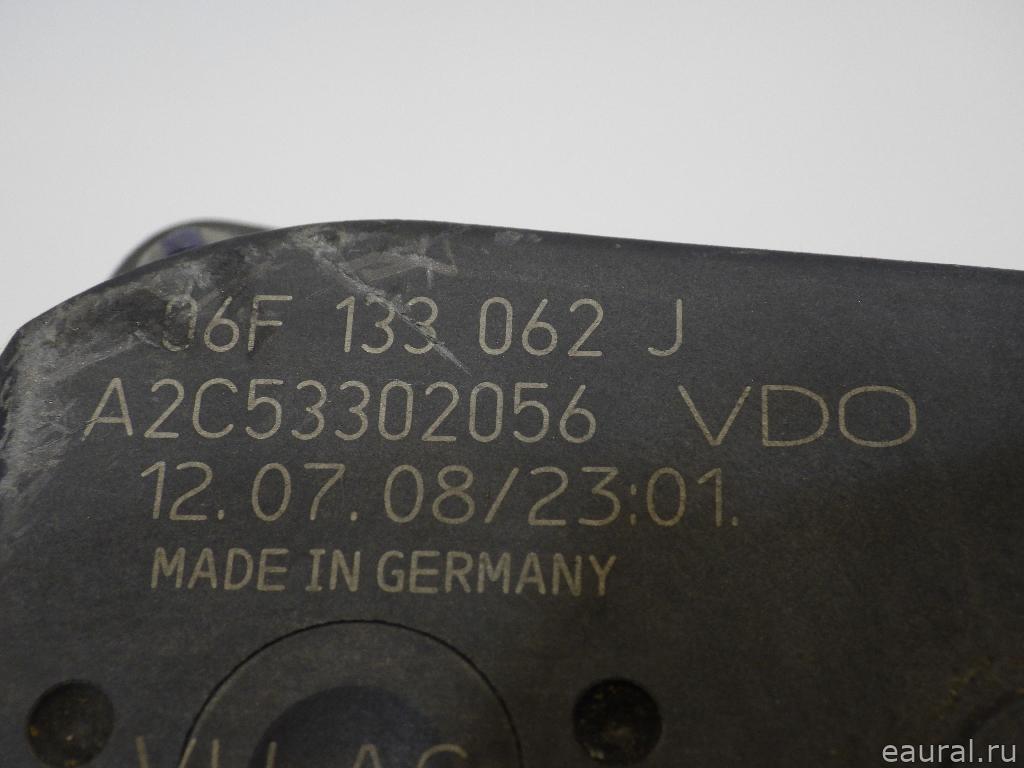 06F 133 062 J
A2C53302056 VDO
12.07.08/23:01.
MADE IN GERMANY
eaural.ru